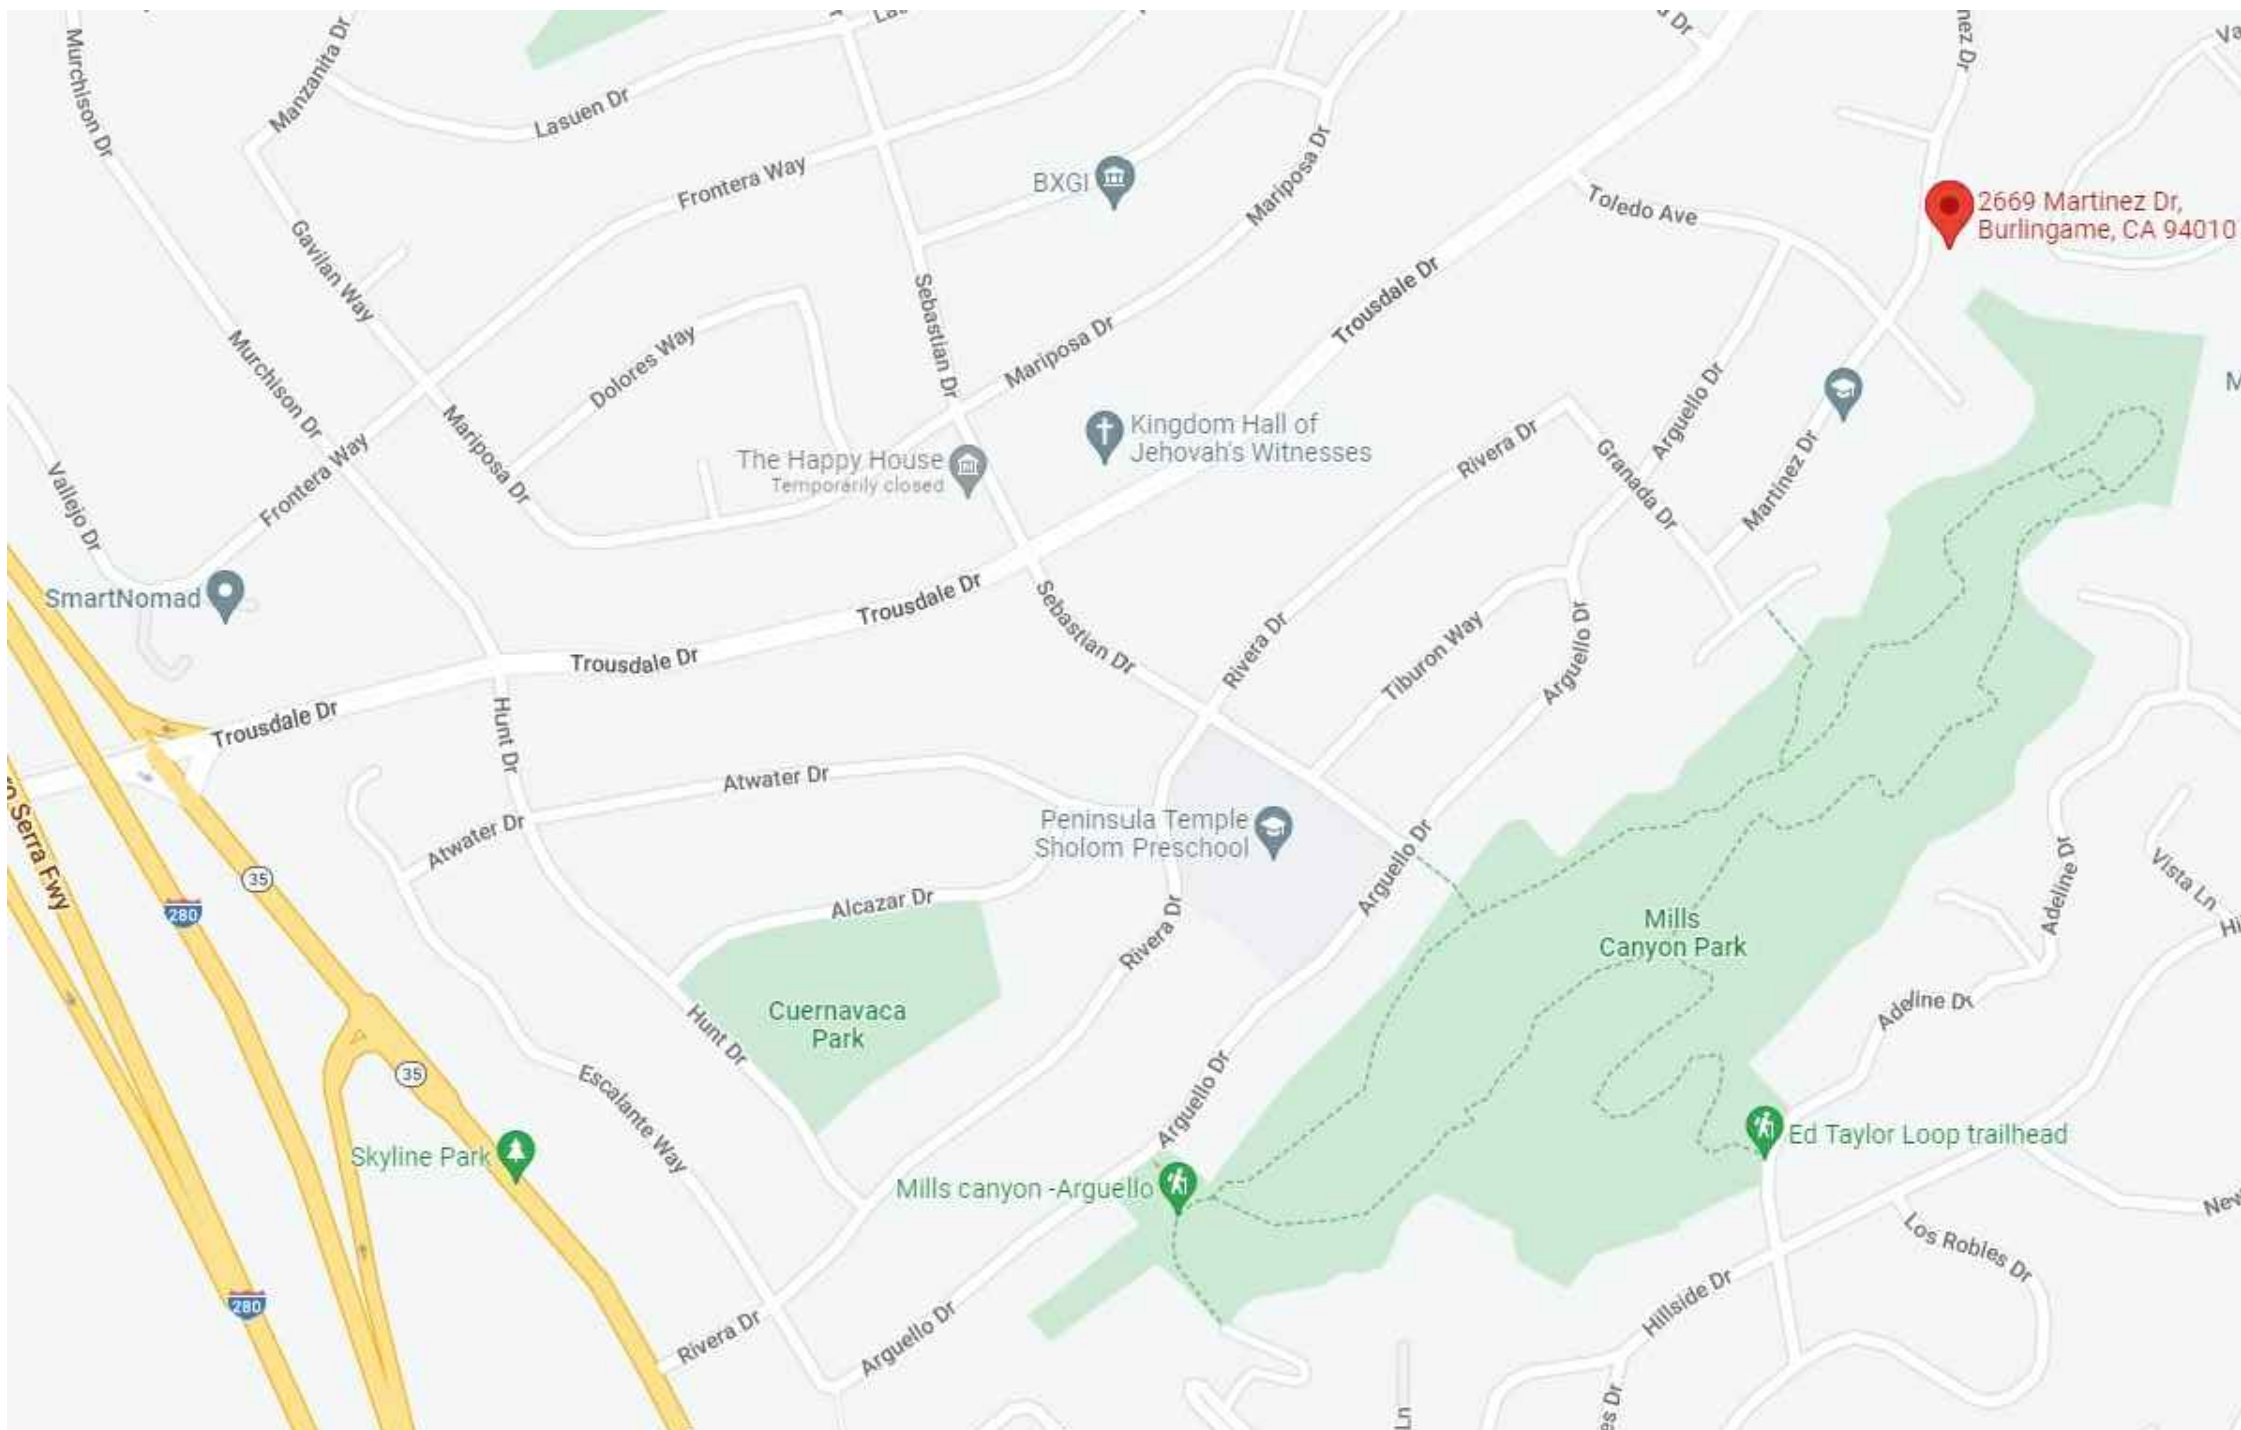 Murchison Dr
Manzanita Dr
Lasuen Dr
Frontera Way
BXGI
Mariposa Dr
Toledo Ave
2669 Martinez Dr,
Burlingame, CA 94010
Gavilan Way
Sebastian Dr
Trousdale Dr
Murchison Dr
Dolores Way
Mariposa Dr
Arguello Dr
Mariposa Dr
Kingdom Hall of
Jehovah's Witnesses
The Happy House
Temporarily closed
Rivera Dr
Granada Dr
Martinez Dr
Frontera Way
Vallejo Dr
SmartNomad
Trousdale Dr
Sebastian Dr
Rivera Dr
Tiburon Way
Arguello Dr
Trousdale Dr
Trousdale Dr
Hunt Dr
Atwater Dr
Atwater Dr
Peninsula Temple
Sholom Preschool
Arguello Dr
Serra Fwy
35
280
Alcazar Dr
Rivera Dr
Mills
Canyon Park
Adeline Dr
Vista Ln
Adeline Dr
Cuernavaca
Park
Hunt Dr
35
Escalante Way
Arguello Dr
Skyline Park
Mills canyon -Arguello
Ed Taylor Loop trailhead
Los Robles Dr
280
Rivera Dr
Arguello Dr
Hillside Dr
Ln